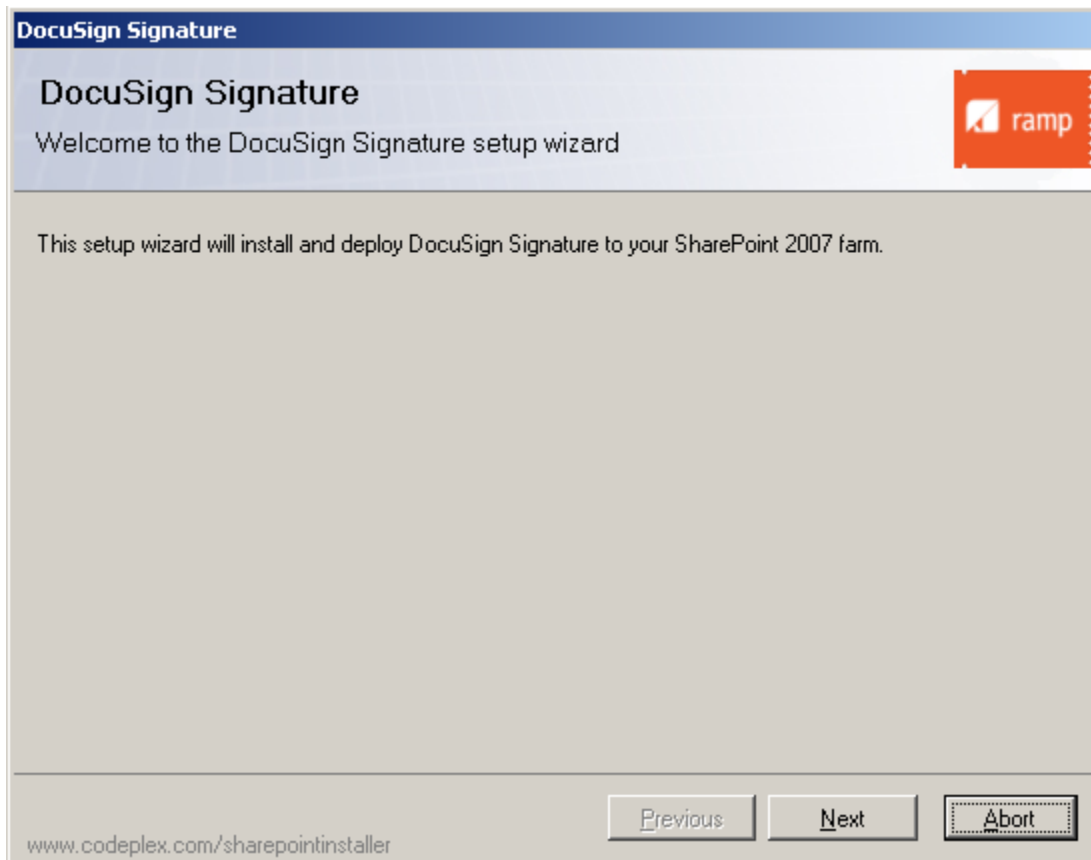 DocuSign Signature
DocuSign Signature
Welcome to the DocuSign Signature setup wizard
ramp
This setup wizard will install and deploy DocuSign Signature to your SharePoint 2007 farm.
Previous Next Abort
www.codeplex.com/sharepointinstaller